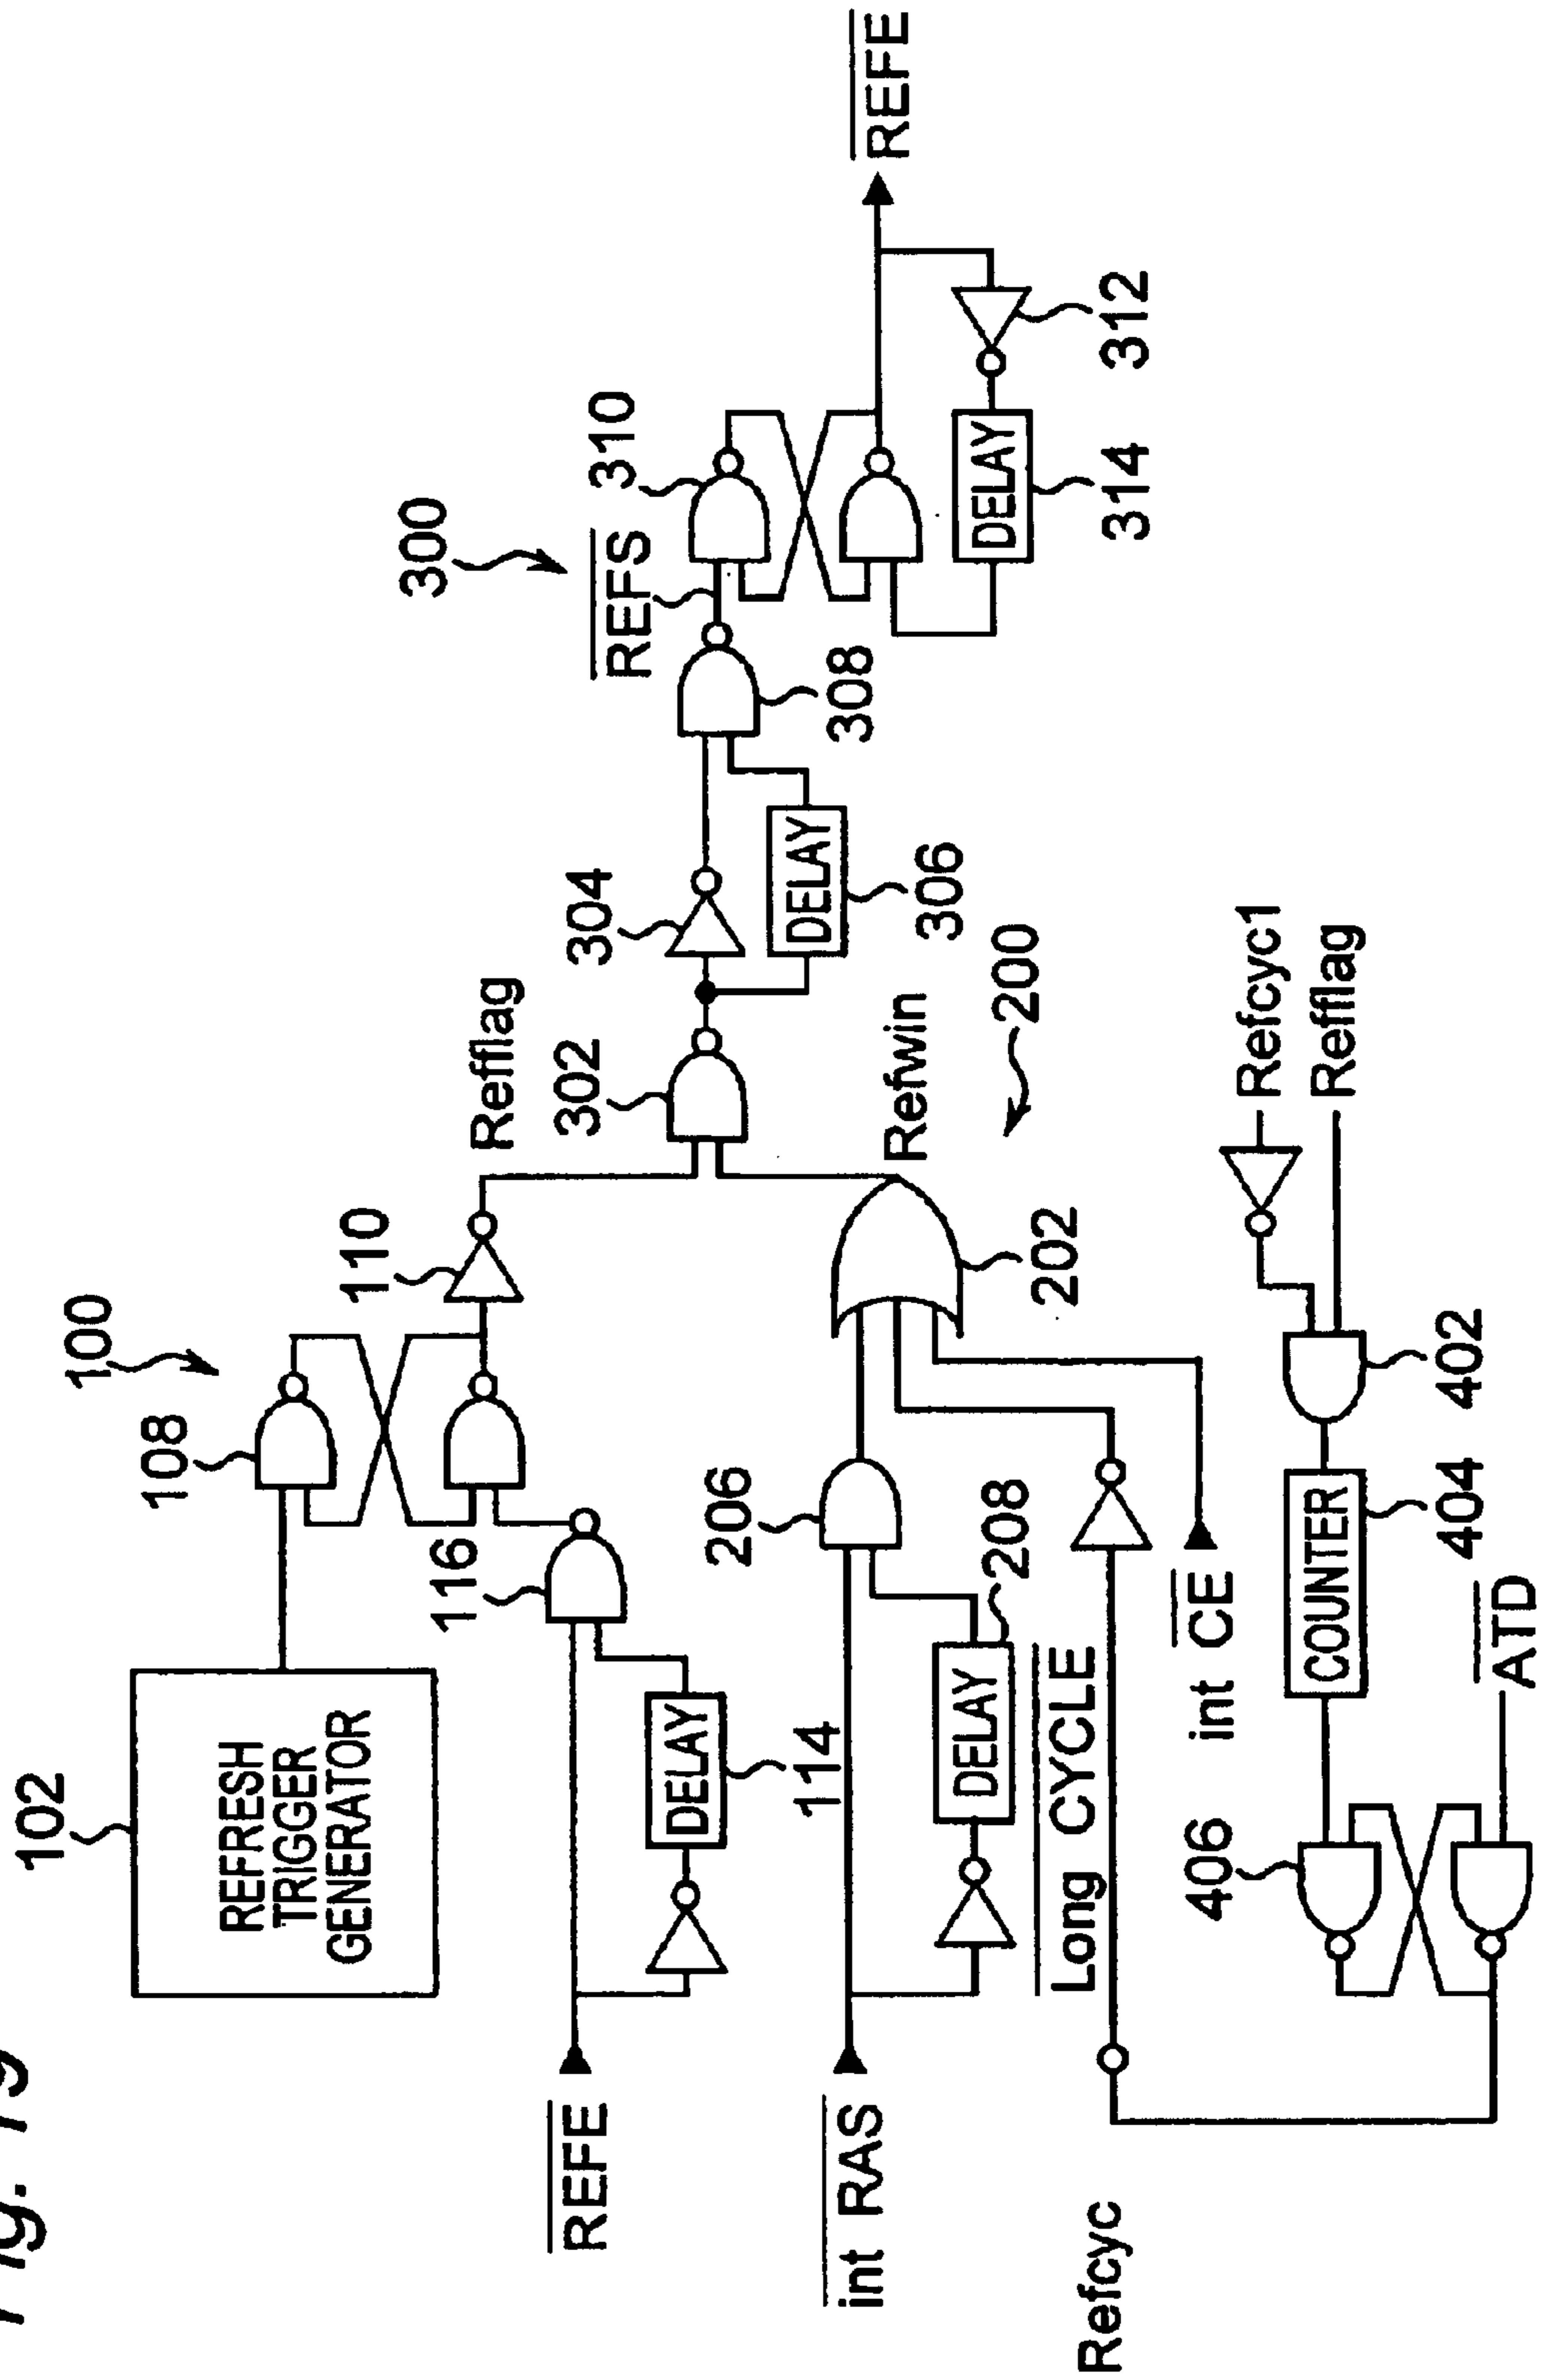 Fig. 19
102
REFRESH
TRIGGER
GENERATOR
100
108
110
Refflag
116
DELAY
114
REFE
206
208
DELAY
int RAS
Long CYCLE
Refcyc
int CE
202
Refwin
200
302
304
DELAY
306
308
REFS
300
310
DELAY
314
312
REFE
406
COUNTER
404
402
ATD
Refcyc1
Refflag